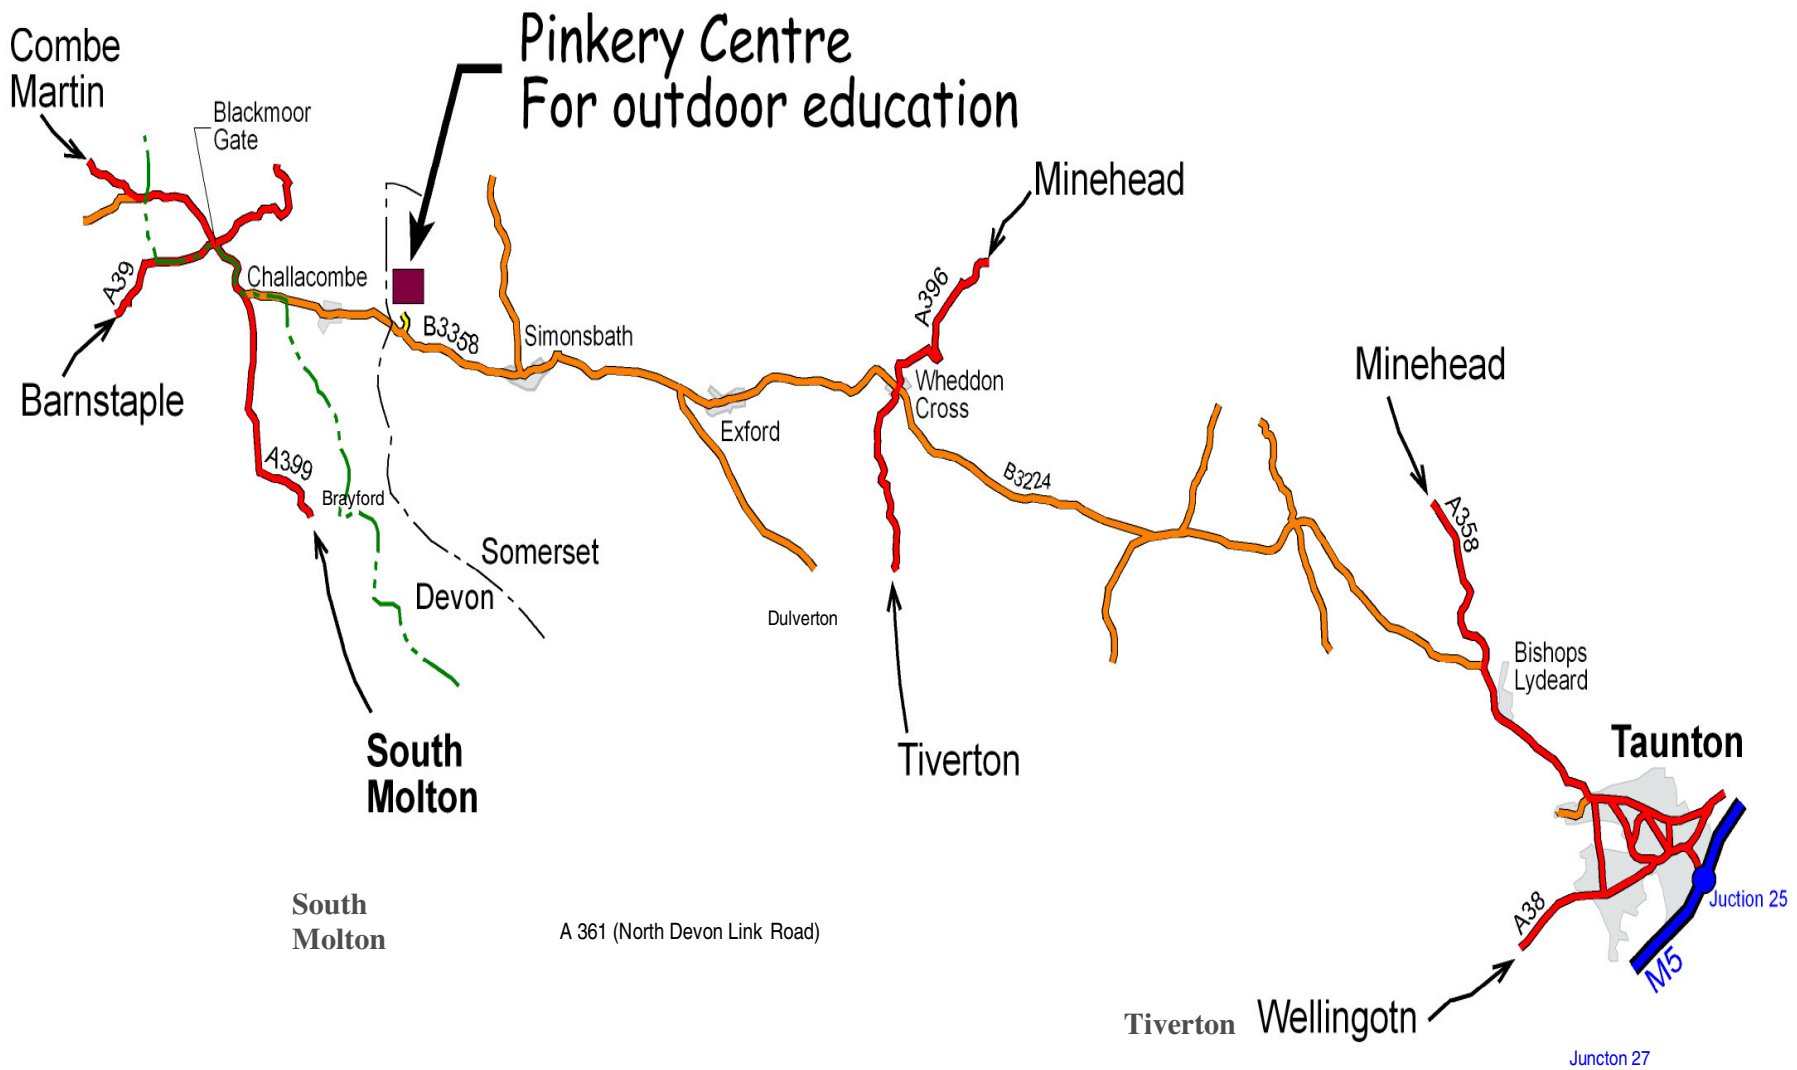 Pinkery Centre
For outdoor education
Combe
Martin
Blackmoor
Gate
Minehead
A39
Challacombe
A396
B3358
Simonsbath
Minehead
Barnstaple
Wheddon
Cross
Exford
A399
B3224
Brayford
A358
Somerset
Devon
Dulverton
Bishops
Lydeard
South
Molton
Tiverton
Taunton
South
Molton
A 361 (North Devon Link Road)
A38
Juction 25
M5
Tiverton
Wellingotn
Juncton 27